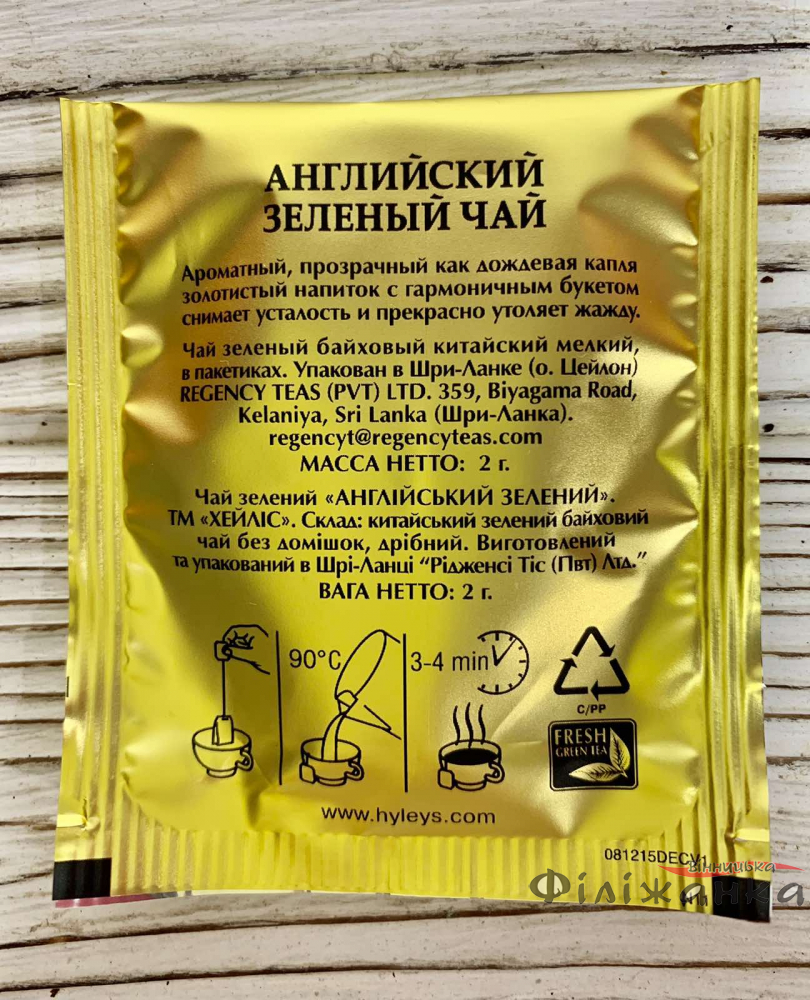 АНГЛИЙСКИЙ
ЗЕЛЕНЫЙ ЧАЙ
Ароматный, прозрачный как дождевая капля
золотистый напиток с гармоничным букетом
снимает усталость и прекрасно утоляет жажду.
Чай зеленый байховый китайский мелкий,
в пакетиках. Упакован в Шри-Ланке (о. Цейлон)
REGENCY TEAS (PVT) LTD. 359, Biyagama Road,
Kelaniya, Sri Lanka (Шри-Ланка).
regencyt@regencyteas.com
МАССА НЕТТО: 2 г.
Чай зелений «АНГЛІЙСЬКИЙ ЗЕЛЕНИЙ».
ТМ «ХЕЙЛІС». Склад: китайський зелений байховий
чай без домішок, дрібний. Виготовлений
та упакований в Шрі-Ланці “Рідженсі Тіс (Пвт) Лтд.”
ВАГА НЕТТО: 2 г.
90°C
3-4 min
C/PP
FRESH
GREEN TEA
www.hyleys.com
081215DECV1
Вінницька
Філіжанка